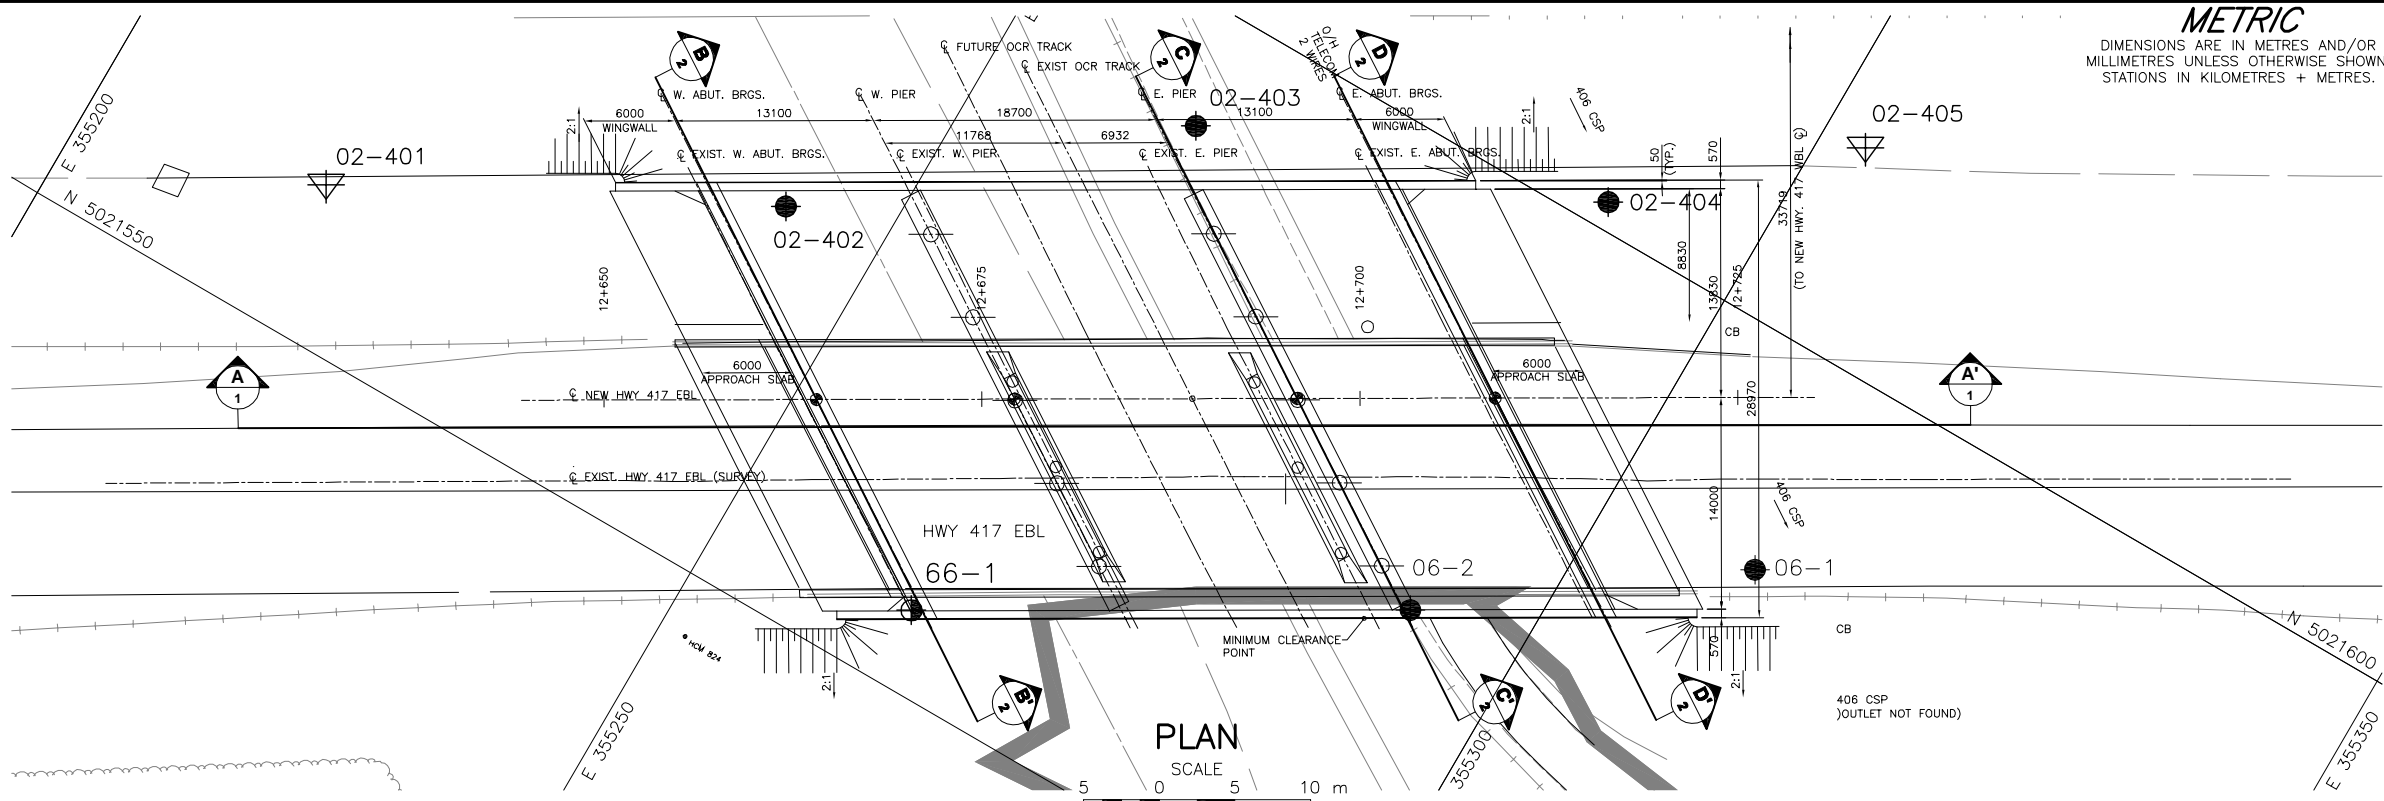 METRIC
DIMENSIONS ARE IN METRES AND/OR
MILLIMETRES UNLESS OTHERWISE SHOWN
STATIONS IN KILOMETRES + METRES.
E 355200
N 5021550
02-401
02-402
02-403
02-404
02-405
B
2
C
2
D
2
℄ FUTURE OCR TRACK
℄ EXIST OCR TRACK
O/H
TELECOM
2 WIRES
℄ W. ABUT. BRGS.
℄ W. PIER
℄ E. PIER
℄ E. ABUT. BRGS.
6000
WINGWALL
13100
18700
13100
6000
WINGWALL
11768
6932
2:1
2:1
406 CSP
℄ EXIST. W. ABUT. BRGS.
℄ EXIST. W. PIER
℄ EXIST. E. PIER
℄ EXIST. E. ABUT. BRGS.
50
(TYP.)
570
33719
(TO NEW HWY. 417 WBL ℄)
8830
13830
12+650
12+675
12+700
12+725
CB
A
1
A'
1
6000
APPROACH SLAB
6000
APPROACH SLAB
℄ NEW HWY 417 EBL
28970
℄ EXIST. HWY 417 EBL (SURVEY)
14000
406 CSP
HWY 417 EBL
66-1
06-2
06-1
MINIMUM CLEARANCE
POINT
HCM 824
570
CB
N 5021600
2:1
2:1
B'
2
C'
2
D'
2
406 CSP
)OUTLET NOT FOUND)
E 355250
355300
E 355350
PLAN
SCALE
5 0 5 10 m